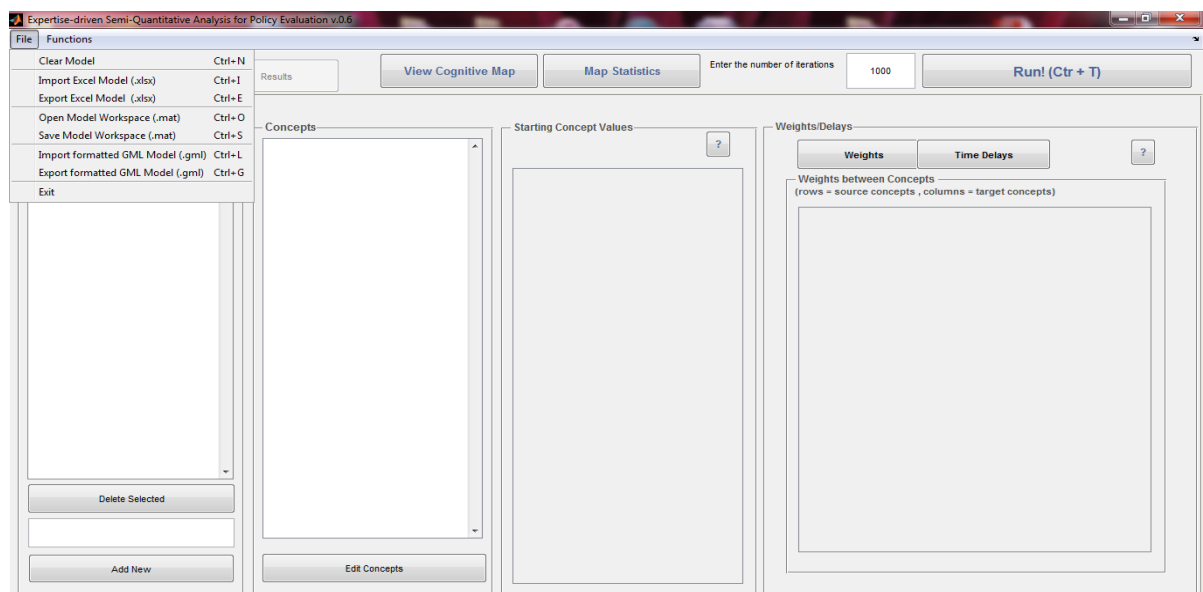 Expertise-driven Semi-Quantitative Analysis for Policy Evaluation v.0.6
File Functions
Clear Model Ctrl+N
Import Excel Model (.xlsx) Ctrl+I
Export Excel Model (.xlsx) Ctrl+E
Open Model Workspace (.mat) Ctrl+O
Save Model Workspace (.mat) Ctrl+S
Import formatted GML Model (.gml) Ctrl+L
Export formatted GML Model (.gml) Ctrl+G
Exit
Results
View Cognitive Map
Map Statistics
Enter the number of iterations
1000
Run! (Ctr + T)
Concepts
Starting Concept Values
?
Weights/Delays
Weights
Time Delays
?
Weights between Concepts
(rows = source concepts , columns = target concepts)
Delete Selected
Add New
Edit Concepts